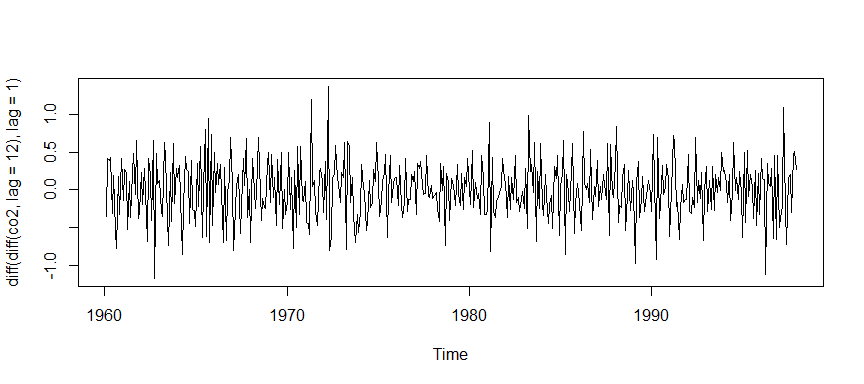 diff(diff(co2, lag = 12), lag = 1)
1.0
0.5
0.0
-1.0
1960 1970 1980 1990
Time